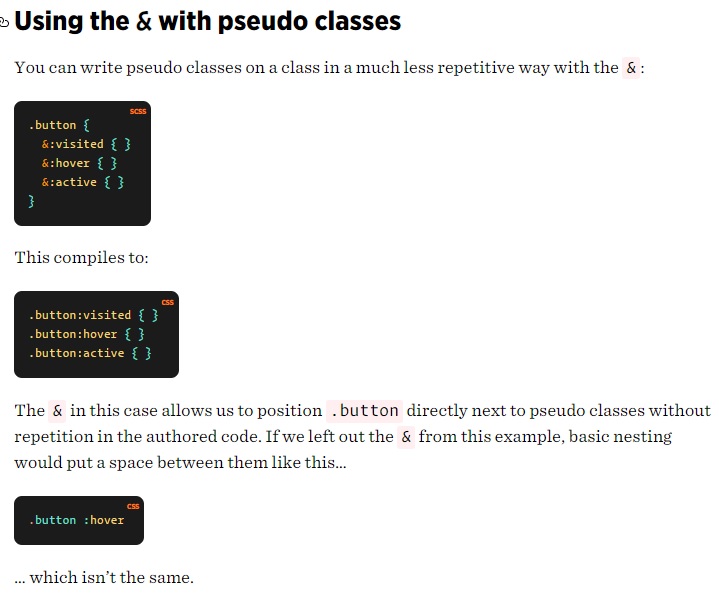 Using the & with pseudo classes
You can write pseudo classes on a class in a much less repetitive way with the & :
scss
.button {
  &:visited { }
  &:hover { }
  &:active { }
}
This compiles to:
css
.button:visited { }
.button:hover { }
.button:active { }
The & in this case allows us to position .button directly next to pseudo classes without
repetition in the authored code. If we left out the & from this example, basic nesting
would put a space between them like this…
css
.button :hover
… which isn’t the same.